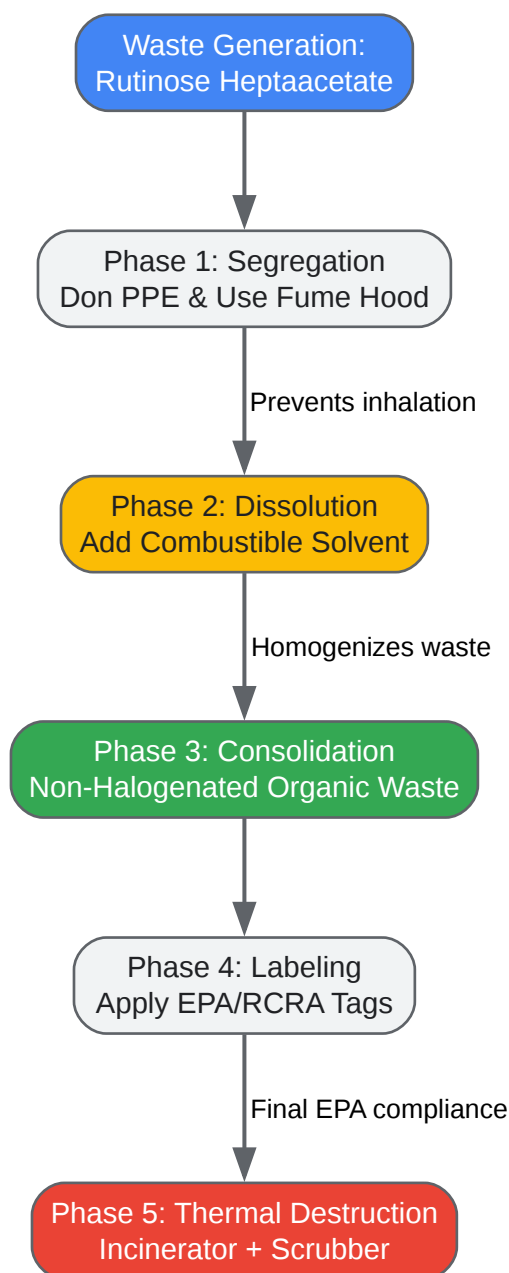 Waste Generation:
Rutinose Heptaacetate
Phase 1: Segregation
Don PPE & Use Fume Hood
Prevents inhalation
Phase 2: Dissolution
Add Combustible Solvent
Homogenizes waste
Phase 3: Consolidation
Non-Halogenated Organic Waste
Phase 4: Labeling
Apply EPA/RCRA Tags
Final EPA compliance
Phase 5: Thermal Destruction
Incinerator + Scrubber